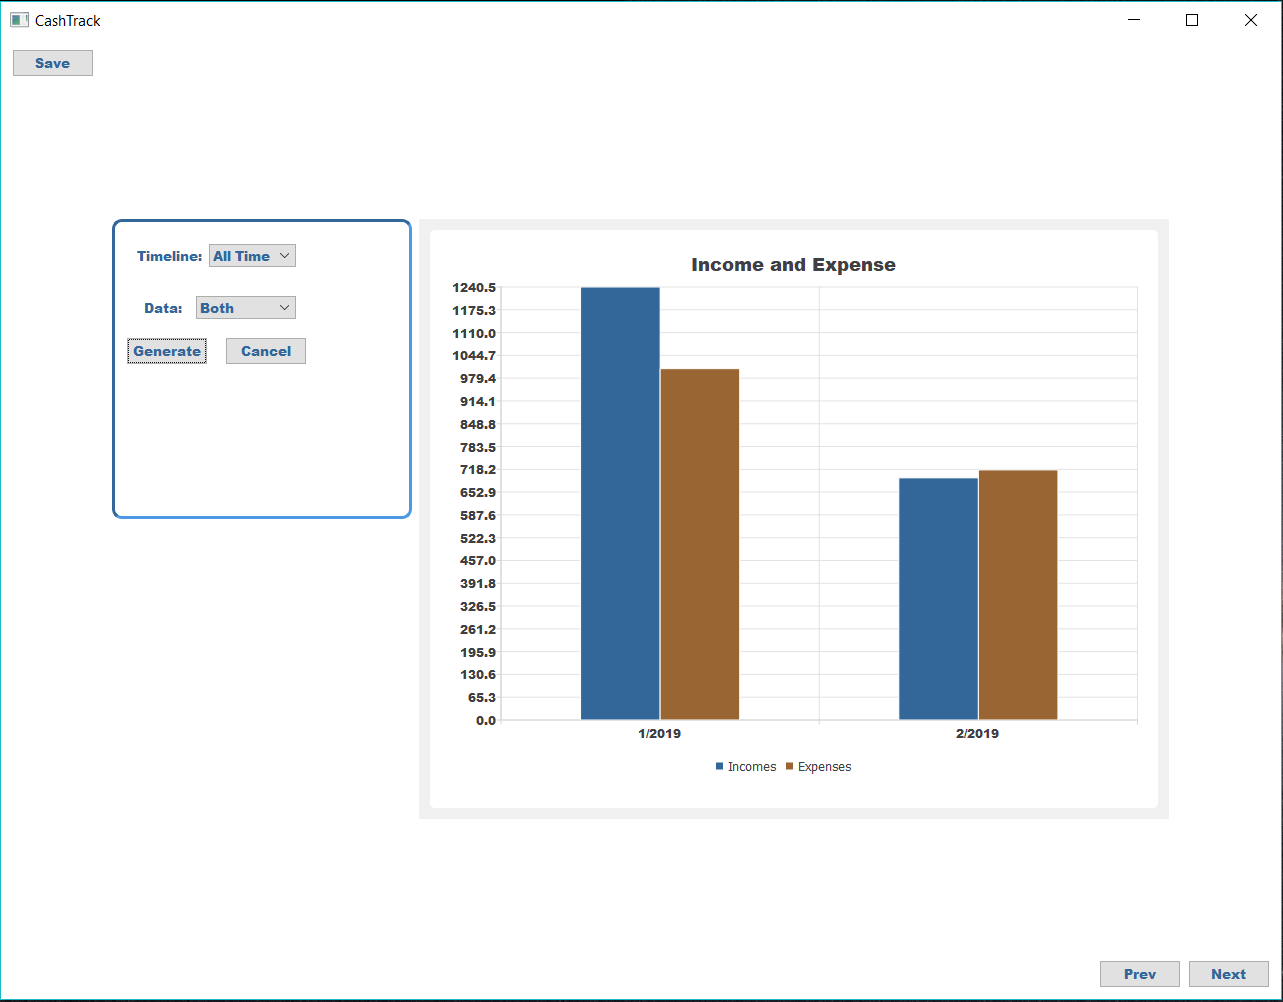 CashTrack
Save
Timeline: All Time
Data: Both
Generate Cancel
Income and Expense
1240.5
1175.3
1110.0
1044.7
979.4
914.1
848.8
783.5
718.2
652.9
587.6
522.3
457.0
391.8
326.5
261.2
195.9
130.6
65.3
0.0
1/2019 2/2019
Incomes Expenses
Prev Next